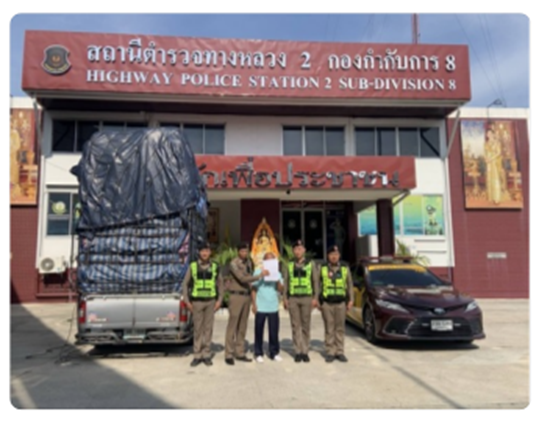 สถานีตำรวจทางหลวง 2 กองกำกับการ 8
HIGHWAY POLICE STATION 2 SUB-DIVISION 8
เพื่อประชาชน